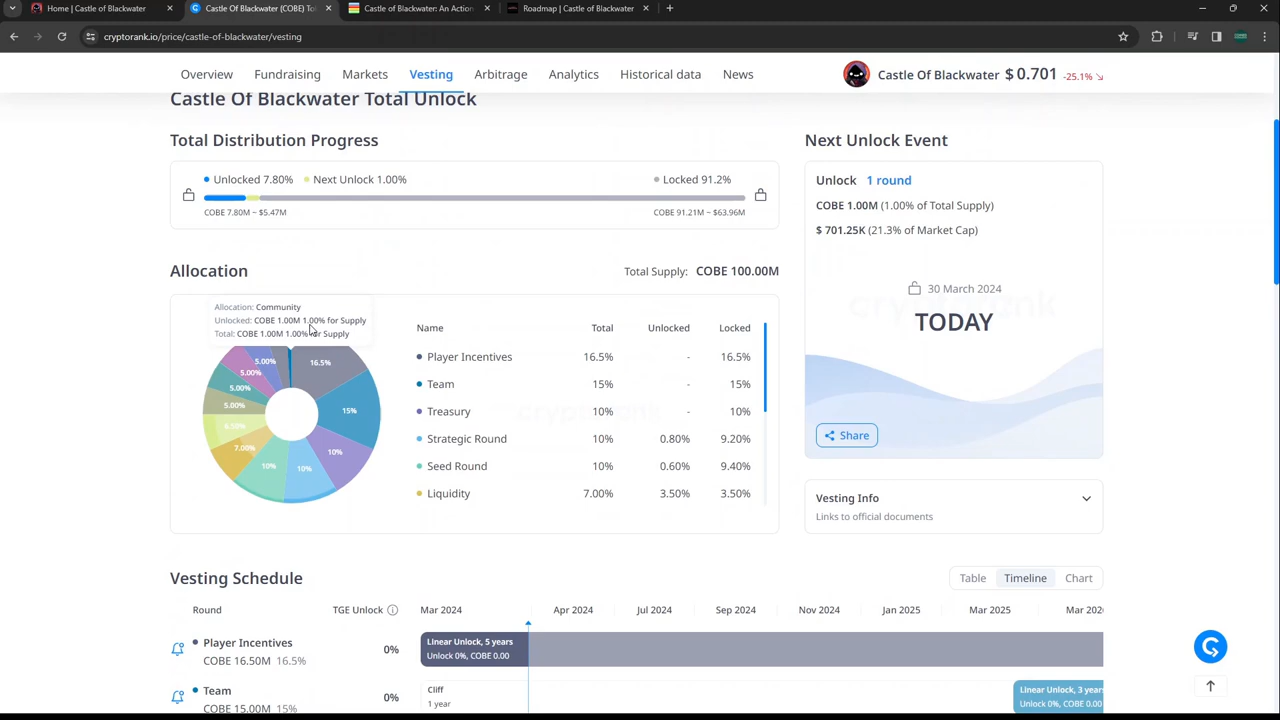 Home | Castle of Blackwater
Castle Of Blackwater (COBE) To
Castle of Blackwater: An Action
Roadmap | Castle of Blackwater
cryptorank.io/price/castle-of-blackwater/vesting
Overview Fundraising Markets Vesting Arbitrage Analytics Historical data News
Castle Of Blackwater $ 0.701 -25.1%
Castle Of Blackwater Total Unlock
Total Distribution Progress
Unlocked 7.80% Next Unlock 1.00% Locked 91.2%
COBE 7.80M ~ $5.47M COBE 91.21M ~ $63.96M
Next Unlock Event
Unlock 1 round
COBE 1.00M (1.00% of Total Supply)
$ 701.25K (21.3% of Market Cap)
30 March 2024
TODAY
Share
Vesting Info
Links to official documents
Allocation
Total Supply: COBE 100.00M
Allocation: Community
Unlocked: COBE 1.00M 1.00% for Supply
Total: COBE 1.00M 1.00% for Supply
16.5%
15%
10%
10%
10%
7.00%
6.50%
5.00%
5.00%
5.00%
5.00%
Name Total Unlocked Locked
Player Incentives 16.5% - 16.5%
Team 15% - 15%
Treasury 10% - 10%
Strategic Round 10% 0.80% 9.20%
Seed Round 10% 0.60% 9.40%
Liquidity 7.00% 3.50% 3.50%
Vesting Schedule
Table Timeline Chart
Round TGE Unlock Mar 2024 Apr 2024 Jul 2024 Sep 2024 Nov 2024 Jan 2025 Mar 2025 Mar 202
Player Incentives
COBE 16.50M 16.5%
0%
Linear Unlock, 5 years
Unlock 0%, COBE 0.00
Team
COBE 15.00M 15%
0%
Cliff
1 year
Linear Unlock, 3 year
Unlock 0%, COBE 0.00